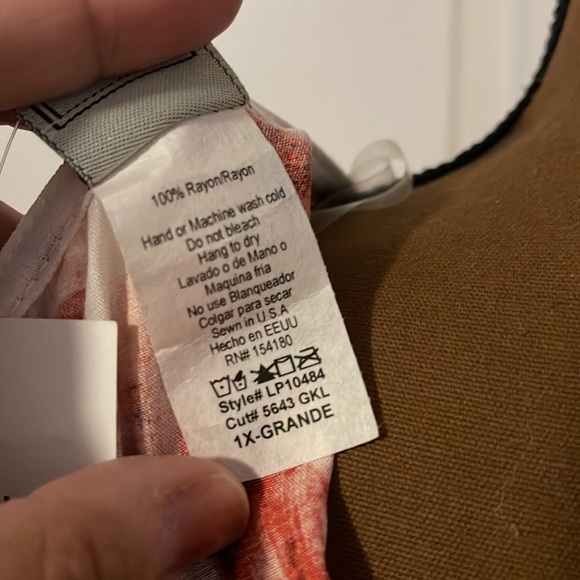 100% Rayon/Rayon
Hand or Machine wash cold
Do not bleach
Hang to dry
Lavado o de Mano o
Maquina fria
No use Blanqueador
Colgar para secar
Sewn in U.S.A
Hecho en EEUU
RN# 154180
Style# LP10484
Cut# 5643 GKL
1X-GRANDE